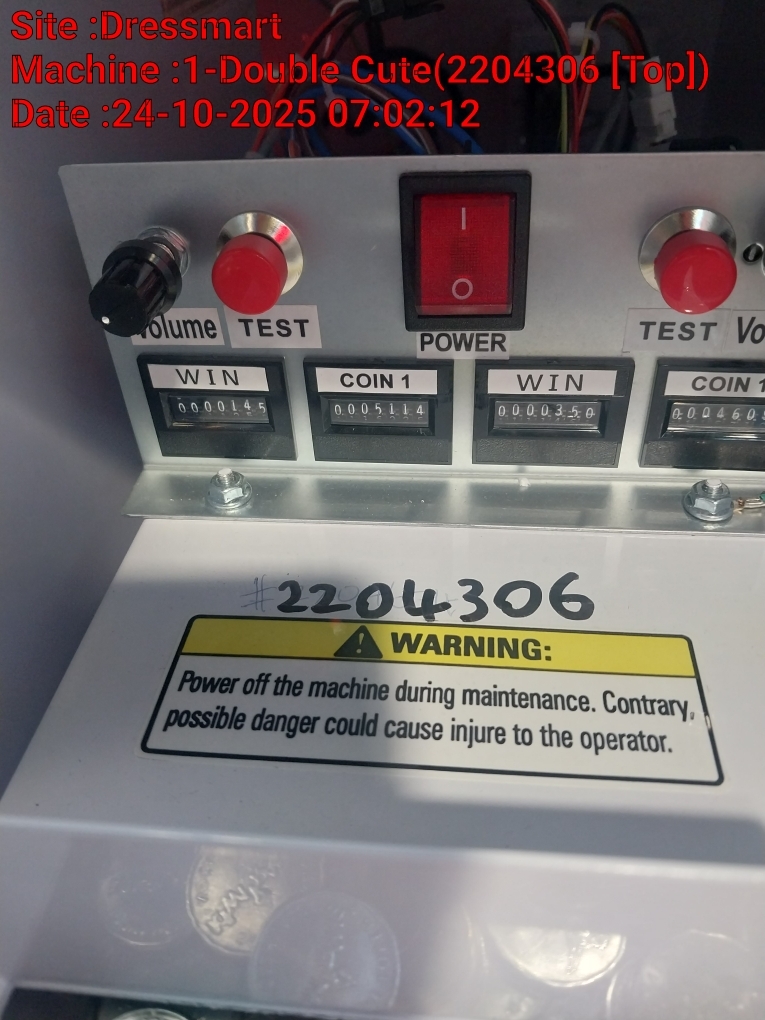 Site :Dressmart
Machine :1-Double Cute(2204306 [Top])
Date :24-10-2025 07:02:12
I
O
Volume TEST
POWER
TEST Vo
WIN
COIN 1
WIN
COIN 1
0000145
0005114
0000350
#2204306
WARNING:
Power off the machine during maintenance. Contrary,
possible danger could cause injure to the operator.